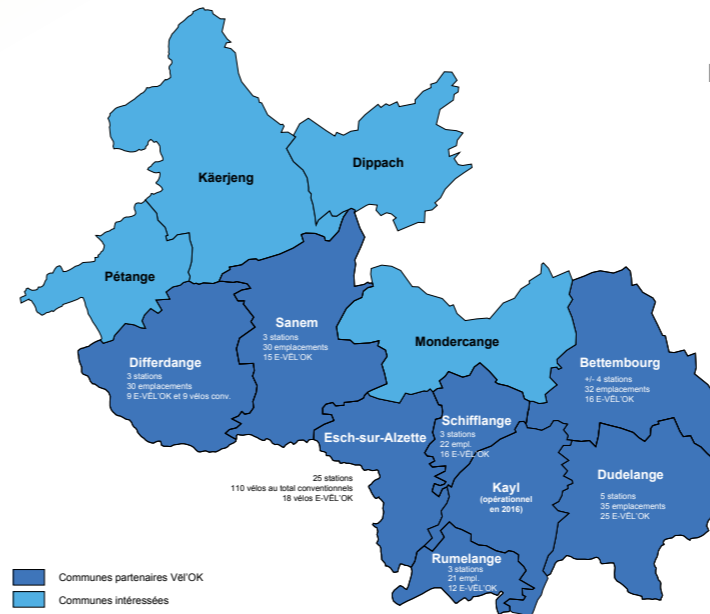 Dippach
Käerjeng
Pétange
Sanem
3 stations
30 emplacements
15 E-VÉL'OK
Mondercange
Differdange
3 stations
30 emplacements
9 E-VÉL'OK et 9 vélos conv.
Bettembourg
+/- 4 stations
32 emplacements
16 E-VÉL'OK
Schifflange
3 stations
22 empl.
16 E-VÉL'OK
Esch-sur-Alzette
25 stations
110 vélos au total conventionnels
18 vélos E-VÉL'OK
Kayl
(opérationnel
en 2016)
Dudelange
5 stations
35 emplacements
25 E-VÉL'OK
Rumelange
3 stations
21 empl.
12 E-VÉL'OK
Communes partenaires Vël'OK
Communes intéressées